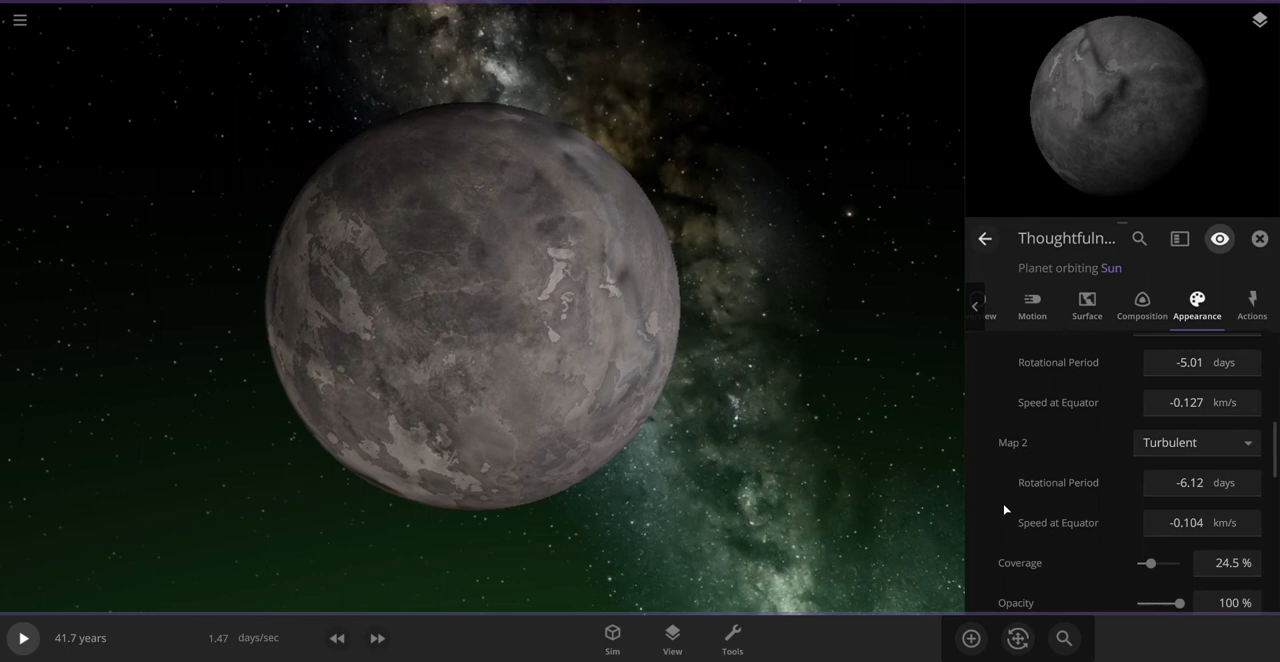 Thoughtfuln...
Planet orbiting Sun
ew Motion Surface Composition Appearance Actions
Rotational Period -5.01 days
Speed at Equator -0.127 km/s
Map 2 Turbulent
Rotational Period -6.12 days
Speed at Equator -0.104 km/s
Coverage 24.5 %
Opacity 100 %
41.7 years 1.47 days/sec Sim View Tools